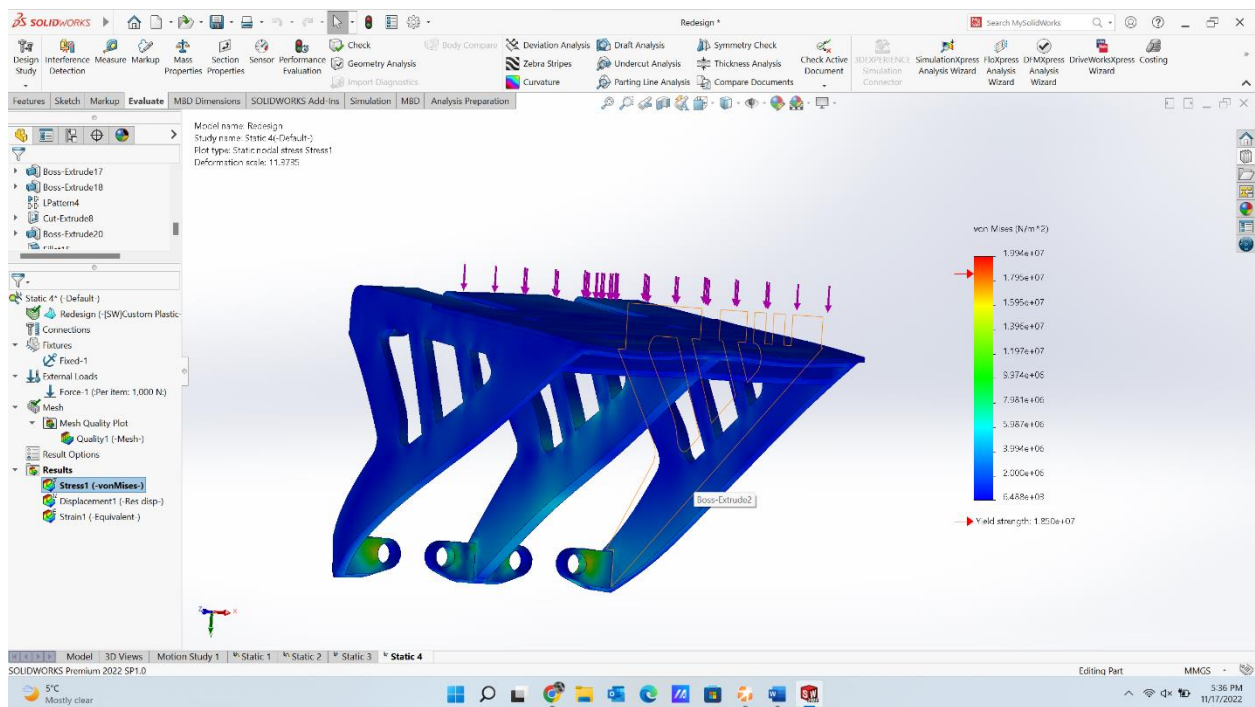 SOLIDWORKS
Redesign *
Search MySolidWorks
Design Study
Interference Detection
Measure
Markup
Mass Properties
Section Properties
Sensor
Performance Evaluation
Check
Geometry Analysis
Import Diagnostics
Body Compare
Deviation Analysis
Zebra Stripes
Curvature
Draft Analysis
Undercut Analysis
Parting Line Analysis
Symmetry Check
Thickness Analysis
Compare Documents
Check Active Document
3DEXPERIENCE Simulation Connector
SimulationXpress Analysis Wizard
FloXpress Analysis Wizard
DFMXpress Analysis Wizard
DriveWorksXpress Wizard
Costing
Features
Sketch
Markup
Evaluate
MBD Dimensions
SOLIDWORKS Add-Ins
Simulation
MBD
Analysis Preparation
Boss-Extrude17
Boss-Extrude18
LPattern4
Cut-Extrude8
Boss-Extrude20
Static 4* (-Default-)
Redesign (-[SW]Custom Plastic-
Connections
Fixtures
Fixed-1
External Loads
Force-1 (:Per item: 1,000 N:)
Mesh
Mesh Quality Plot
Quality1 (-Mesh-)
Result Options
Results
Stress1 (-vonMises-)
Displacement1 (-Res disp-)
Strain1 (-Equivalent-)
Model name: Redesign
Study name: Static 4(-Default-)
Plot type: Static nodal stress Stress1
Deformation scale: 11.3795
Boss-Extrude2
von Mises (N/m^2)
1.994e+07
1.795e+07
1.595e+07
1.396e+07
1.197e+07
9.974e+06
7.981e+06
5.987e+06
3.994e+06
2.000e+06
6.488e+03
Yield strength: 1.850e+07
Z
X
Y
Model
3D Views
Motion Study 1
Static 1
Static 2
Static 3
Static 4
SOLIDWORKS Premium 2022 SP1.0
Editing Part
MMGS
5°C
Mostly clear
5:36 PM
11/17/2022